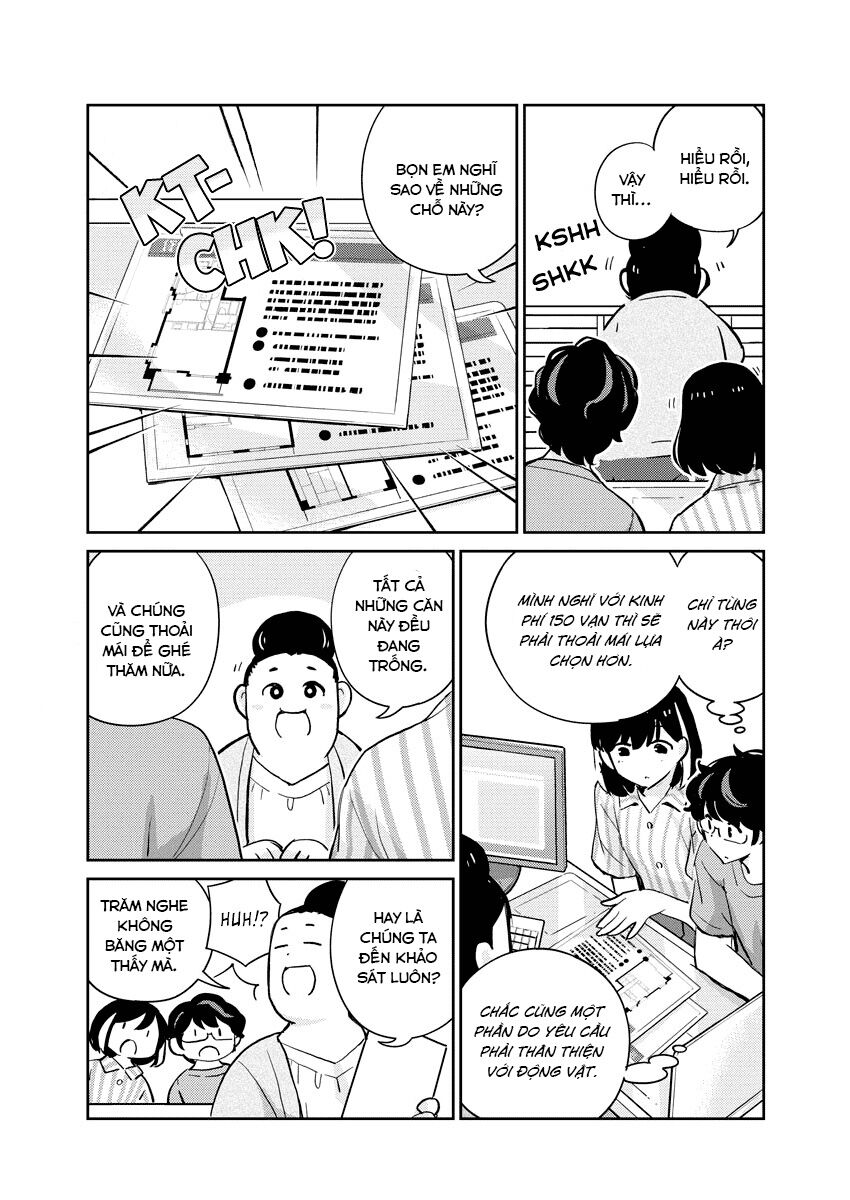 HIỂU RỒI,
HIỂU RỒI.
VẬY
THÌ...
KSHH
SHKK
BỌN EM NGHĨ
SAO VỀ NHỮNG
CHỖ NÀY?
KT-
CHK!
CHỈ TỪNG
NÀY THÔI
À?
MÌNH NGHĨ VỚI KINH
PHÍ 150 VẠN THÌ SẼ
PHẢI THOẢI MÁI LỰA
CHỌN HƠN.
CHẮC CŨNG MỘT
PHẦN DO YÊU CẦU
PHẢI THÂN THIỆN
VỚI ĐỘNG VẬT.
TẤT CẢ
NHỮNG CĂN
NÀY ĐỀU
ĐANG
TRỐNG.
VÀ CHÚNG
CŨNG THOẢI
MÁI ĐỂ GHÉ
THĂM NỮA.
HAY LÀ
CHÚNG TA
ĐẾN KHẢO
SÁT LUÔN?
HUH!?
TRĂM NGHE
KHÔNG
BẰNG MỘT
THẤY MÀ.